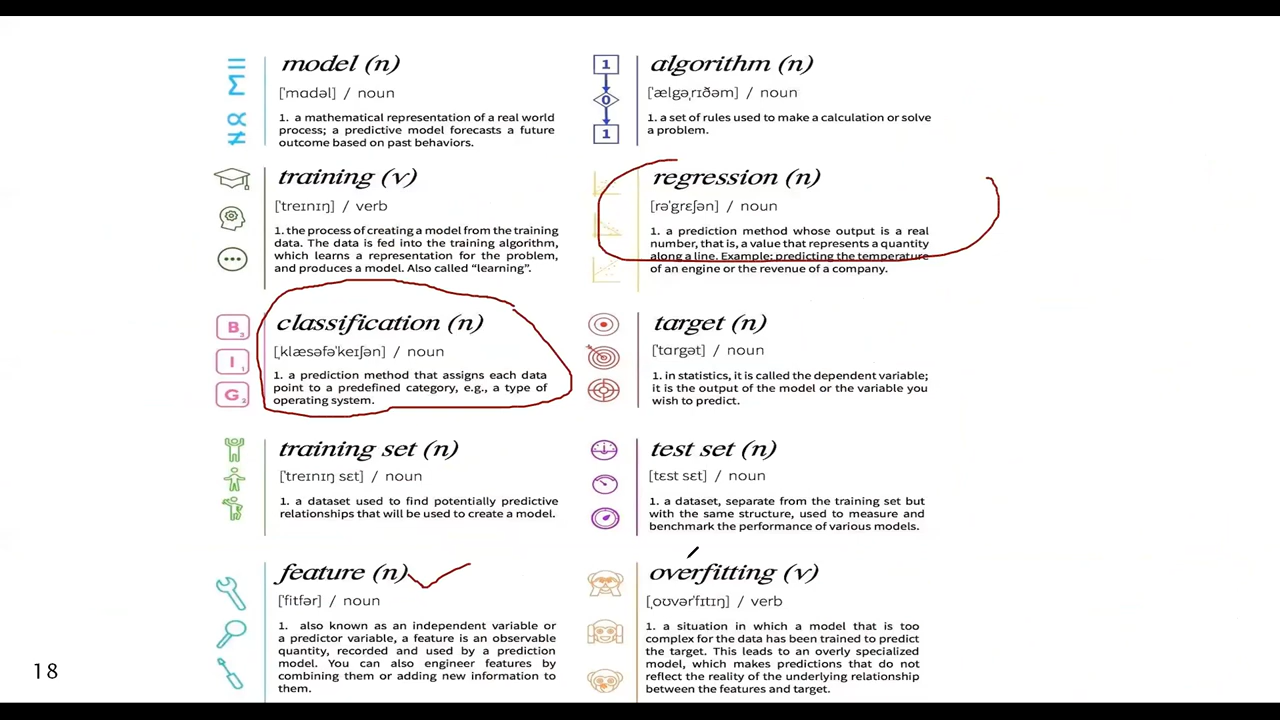 model (n)
['mɑdəl] / noun
1. a mathematical representation of a real world
process; a predictive model forecasts a future
outcome based on past behaviors.
algorithm (n)
['ælgəˌrɪðəm] / noun
1. a set of rules used to make a calculation or solve
a problem.
training (v)
['treɪnɪŋ] / verb
1. the process of creating a model from the training
data. The data is fed into the training algorithm,
which learns a representation for the problem,
and produces a model. Also called “learning”.
regression (n)
[rə'grɛʃən] / noun
1. a prediction method whose output is a real
number, that is, a value that represents a quantity
along a line. Example: predicting the temperature
of an engine or the revenue of a company.
B3
I1
G2
classification (n)
[ˌklæsəfə'keɪʃən] / noun
1. a prediction method that assigns each data
point to a predefined category, e.g., a type of
operating system.
target (n)
['tɑrgət] / noun
1. in statistics, it is called the dependent variable;
it is the output of the model or the variable you
wish to predict.
training set (n)
['treɪnɪŋ sɛt] / noun
1. a dataset used to find potentially predictive
relationships that will be used to create a model.
test set (n)
[tɛst sɛt] / noun
1. a dataset, separate from the training set but
with the same structure, used to measure and
benchmark the performance of various models.
feature (n)
['fitʃər] / noun
1. also known as an independent variable or
a predictor variable, a feature is an observable
quantity, recorded and used by a prediction
model. You can also engineer features by
combining them or adding new information to
them.
overfitting (v)
[ˌoʊvər'fɪtɪŋ] / verb
1. a situation in which a model that is too
complex for the data has been trained to predict
the target. This leads to an overly specialized
model, which makes predictions that do not
reflect the reality of the underlying relationship
between the features and target.
18
1
0
1